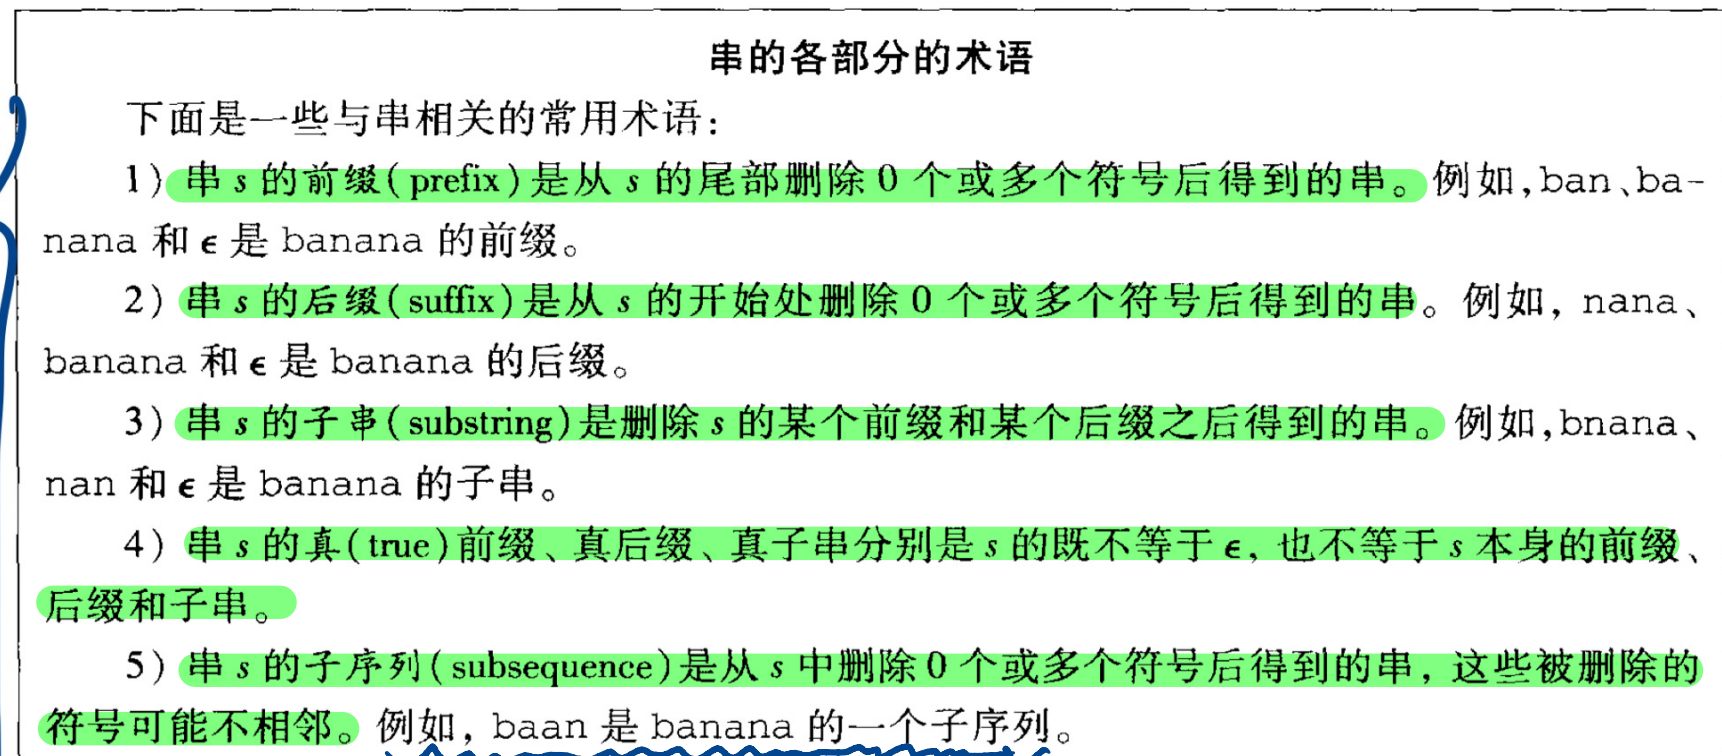 串的各部分的术语
下面是一些与串相关的常用术语：
1）串 s 的前缀（prefix）是从 s 的尾部删除 0 个或多个符号后得到的串。例如，ban、ba-
nana 和 ϵ 是 banana 的前缀。
2）串 s 的后缀（suffix）是从 s 的开始处删除 0 个或多个符号后得到的串。例如，nana、
banana 和 ϵ 是 banana 的后缀。
3）串 s 的子串（substring）是删除 s 的某个前缀和某个后缀之后得到的串。例如，bnana、
nan 和 ϵ 是 banana 的子串。
4）串 s 的真（true）前缀、真后缀、真子串分别是 s 的既不等于 ϵ，也不等于 s 本身的前缀、
后缀和子串。
5）串 s 的子序列（subsequence）是从 s 中删除 0 个或多个符号后得到的串，这些被删除的
符号可能不相邻。例如，baan 是 banana 的一个子序列。